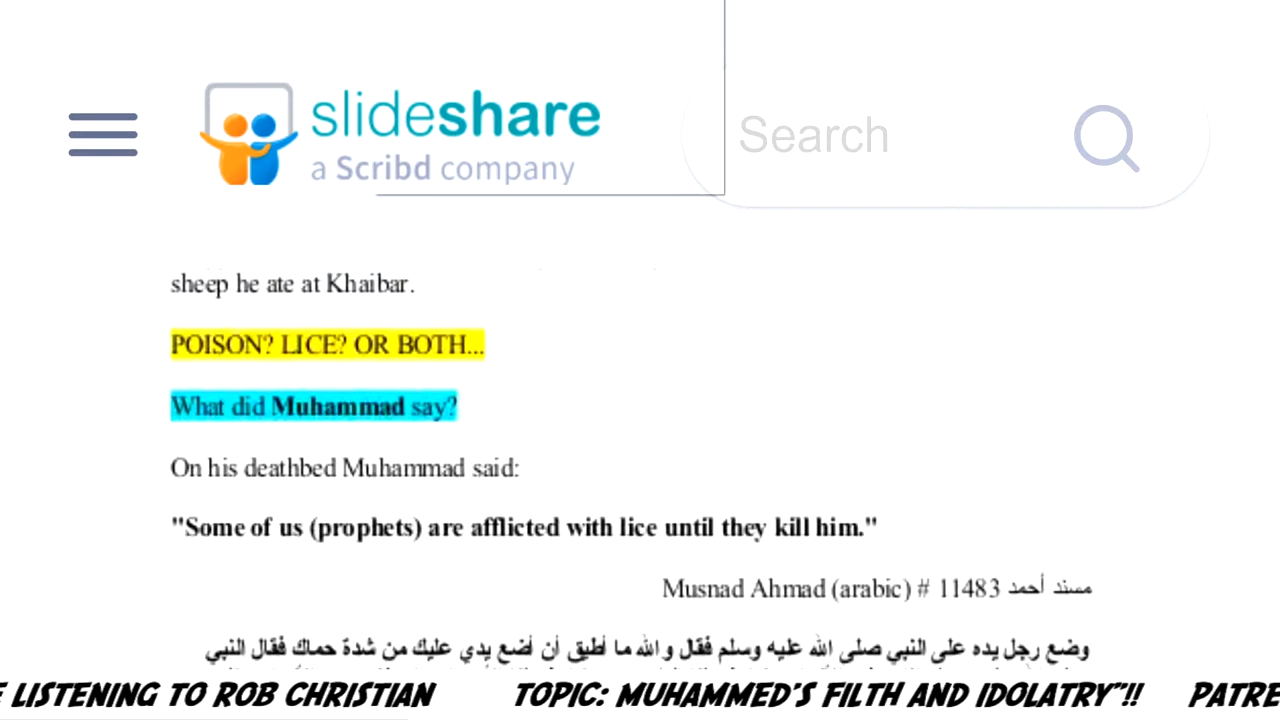 slideshare
a Scribd company
Search
sheep he ate at Khaibar.
POISON? LICE? OR BOTH...
What did Muhammad say?
On his deathbed Muhammad said:
"Some of us (prophets) are afflicted with lice until they kill him."
Musnad Ahmad (arabic) # 11483 مسند أحمد
وضع رجل يده على النبي صلى الله عليه وسلم فقال والله ما أطيق أن أضع يدي عليك من شدة حماك فقال النبي
LISTENING TO ROB CHRISTIAN TOPIC: MUHAMMED'S FILTH AND IDOLATRY"!! PATRE